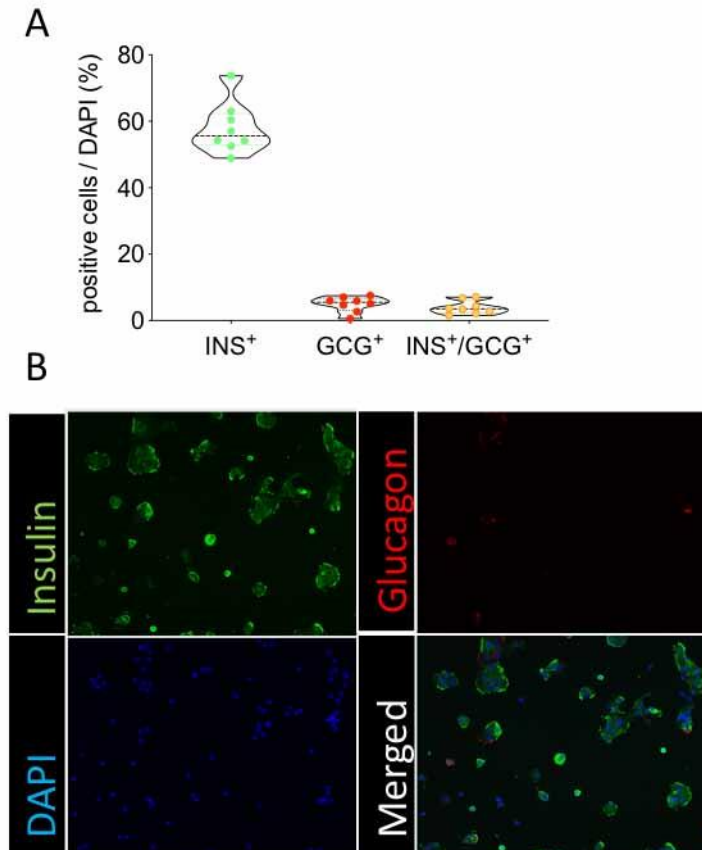 A
positive cells / DAPI (%)
80
60
40
20
0
INS⁺ GCG⁺ INS⁺/GCG⁺
B
Insulin
Glucagon
DAPI
Merged